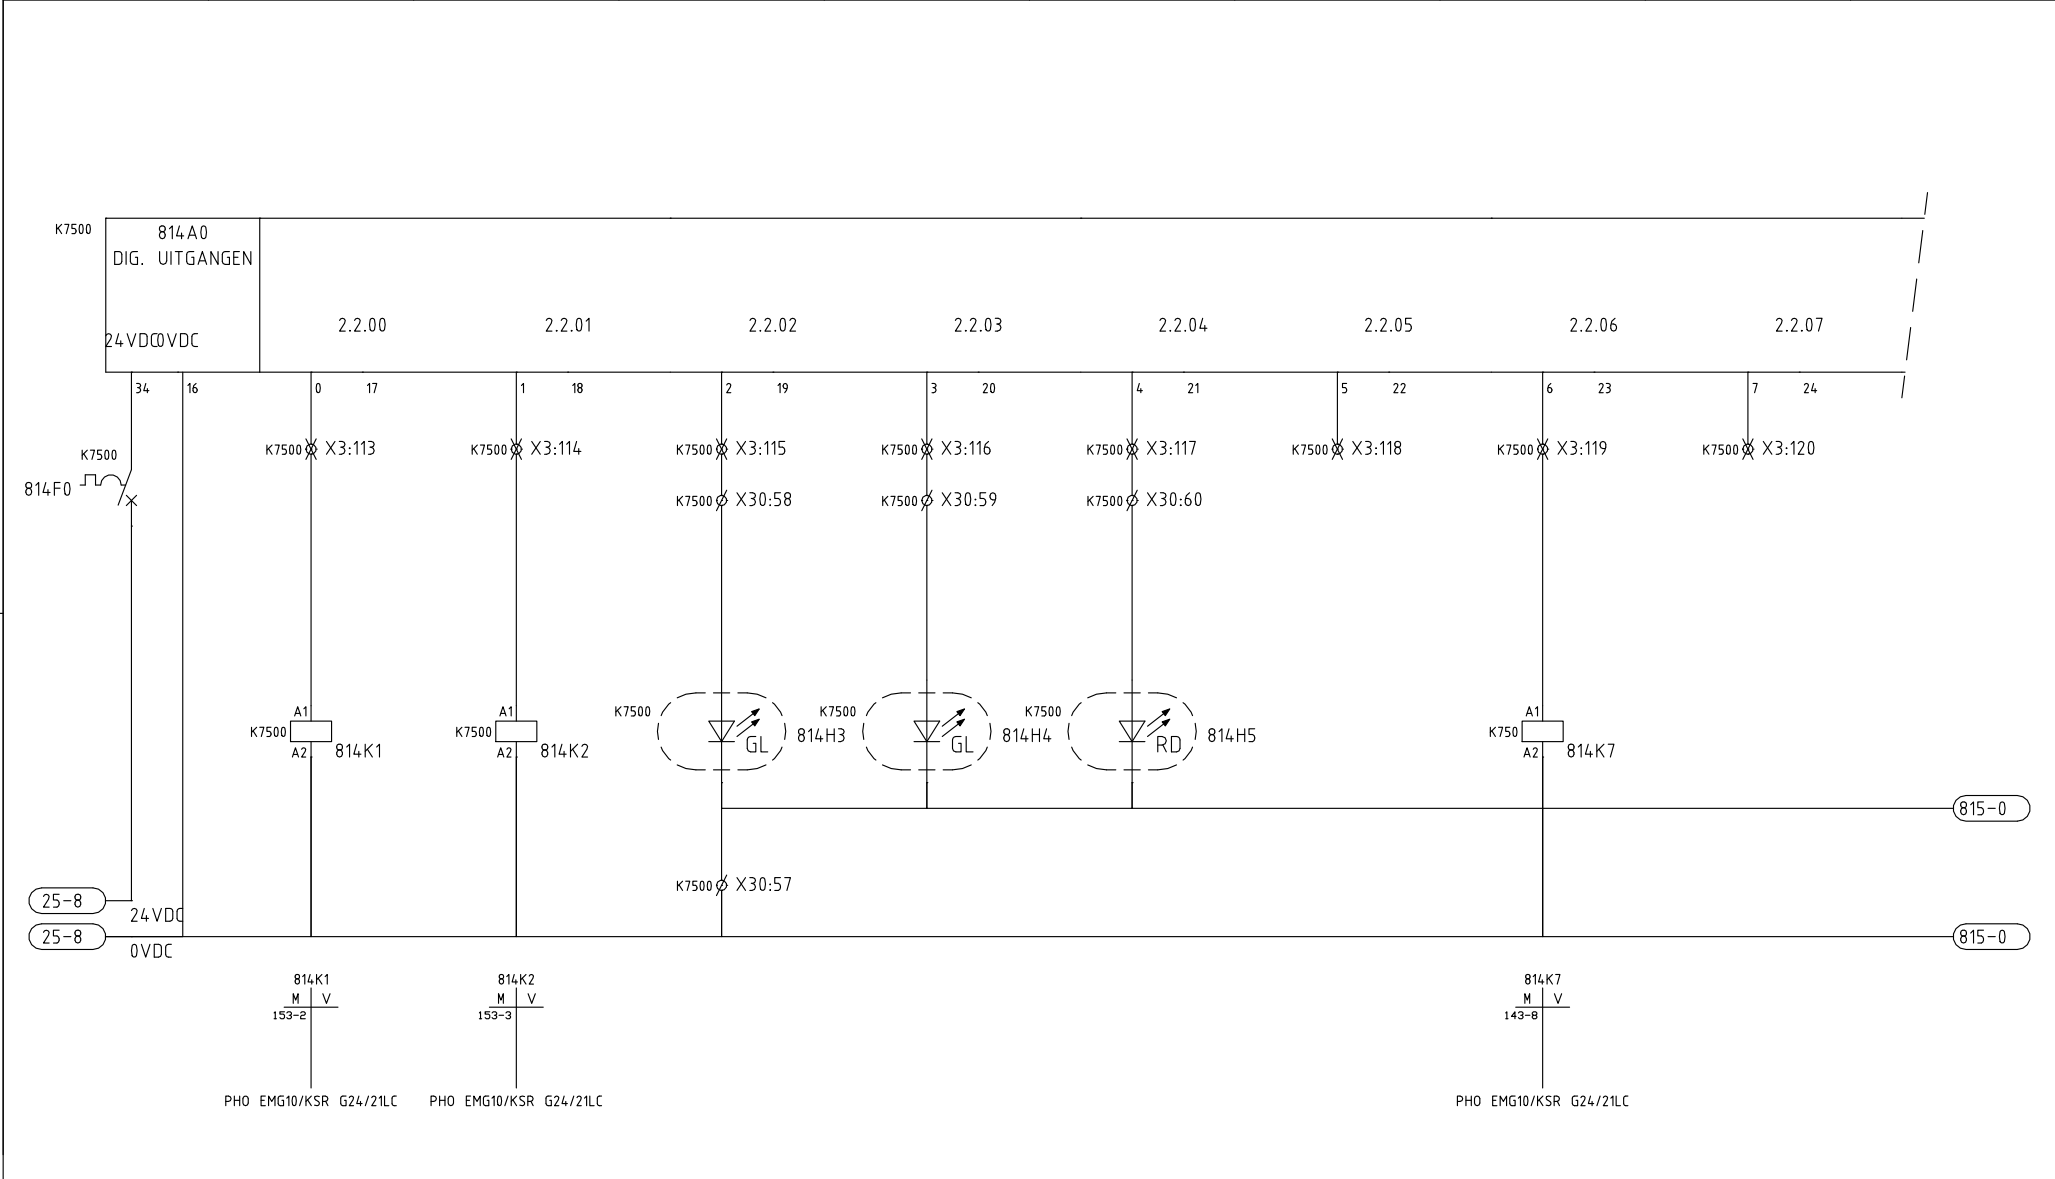 K7500
814A0
DIG. UITGANGEN
24VDC 0VDC
2.2.00 2.2.01 2.2.02 2.2.03 2.2.04 2.2.05 2.2.06 2.2.07
34 16 0 17 1 18 2 19 3 20 4 21 5 22 6 23 7 24
K7500 X3:113 K7500 X3:114 K7500 X3:115 K7500 X3:116 K7500 X3:117 K7500 X3:118 K7500 X3:119 K7500 X3:120
K7500
814F0
K7500 X30:58 K7500 X30:59 K7500 X30:60
A1 A1 K7500 K7500 K7500 A1
K7500 K7500 814H3 814H4 814H5 K750
GL GL RD
A2 814K1 A2 814K2 A2 814K7
815-0
K7500 X30:57
25-8
24VDC
25-8 815-0
0VDC
814K1 814K2 814K7
M V M V M V
153-2 153-3 143-8
PHO EMG10/KSR G24/21LC PHO EMG10/KSR G24/21LC PHO EMG10/KSR G24/21LC